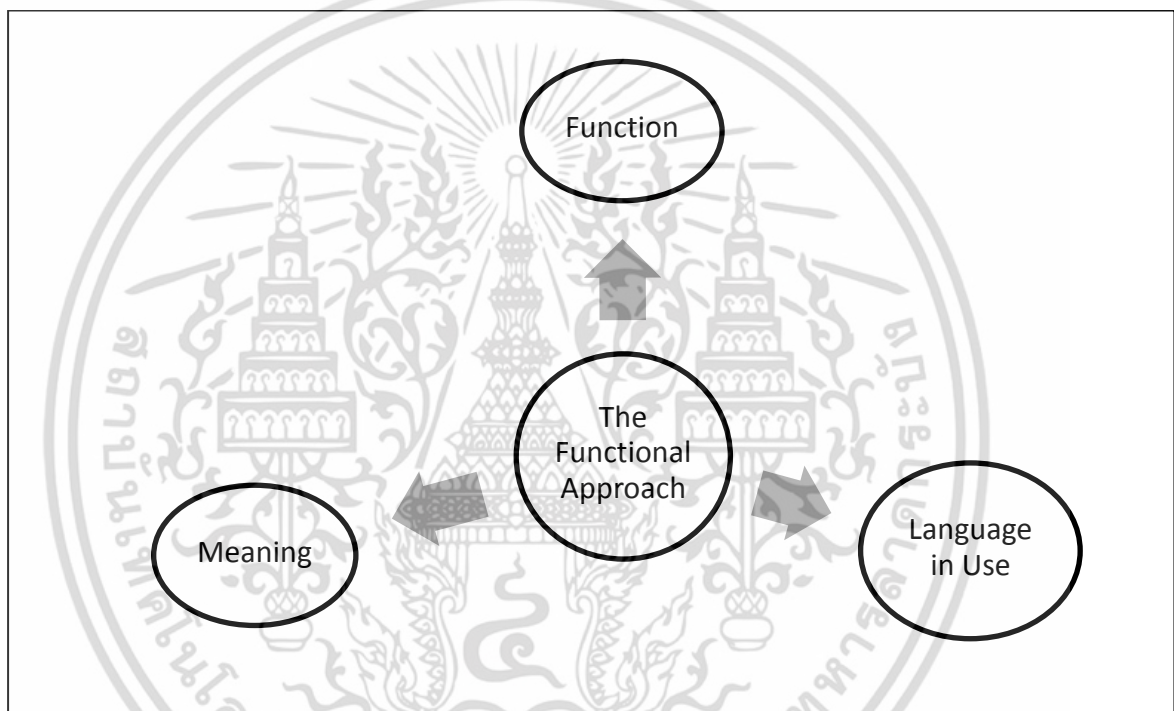 Function
The
Functional
Approach
Meaning
Language
in Use